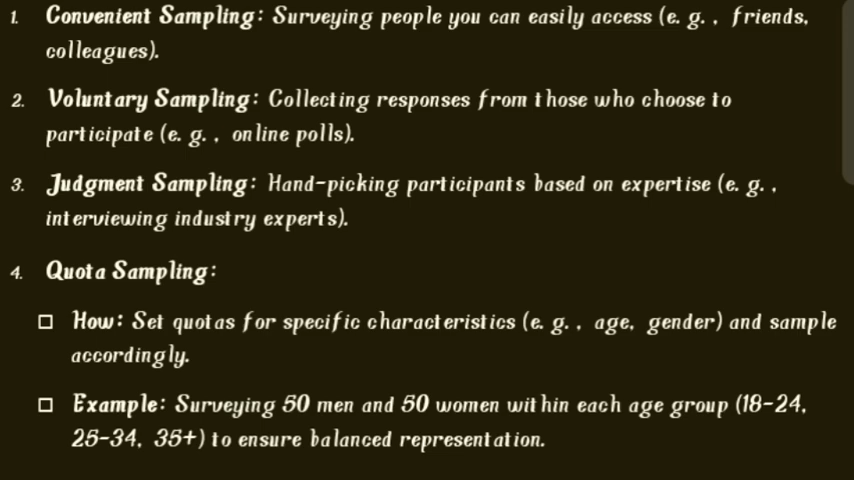 1. Convenient Sampling: Surveying people you can easily access (e. g. , friends,
colleagues).
2. Voluntary Sampling: Collecting responses from those who choose to
participate (e. g. , online polls).
3. Judgment Sampling: Hand-picking participants based on expertise (e. g. ,
interviewing industry experts).
4. Quota Sampling:
□ How: Set quotas for specific characteristics (e. g. , age, gender) and sample
accordingly.
□ Example: Surveying 50 men and 50 women within each age group (18-24,
25-34, 35+) to ensure balanced representation.